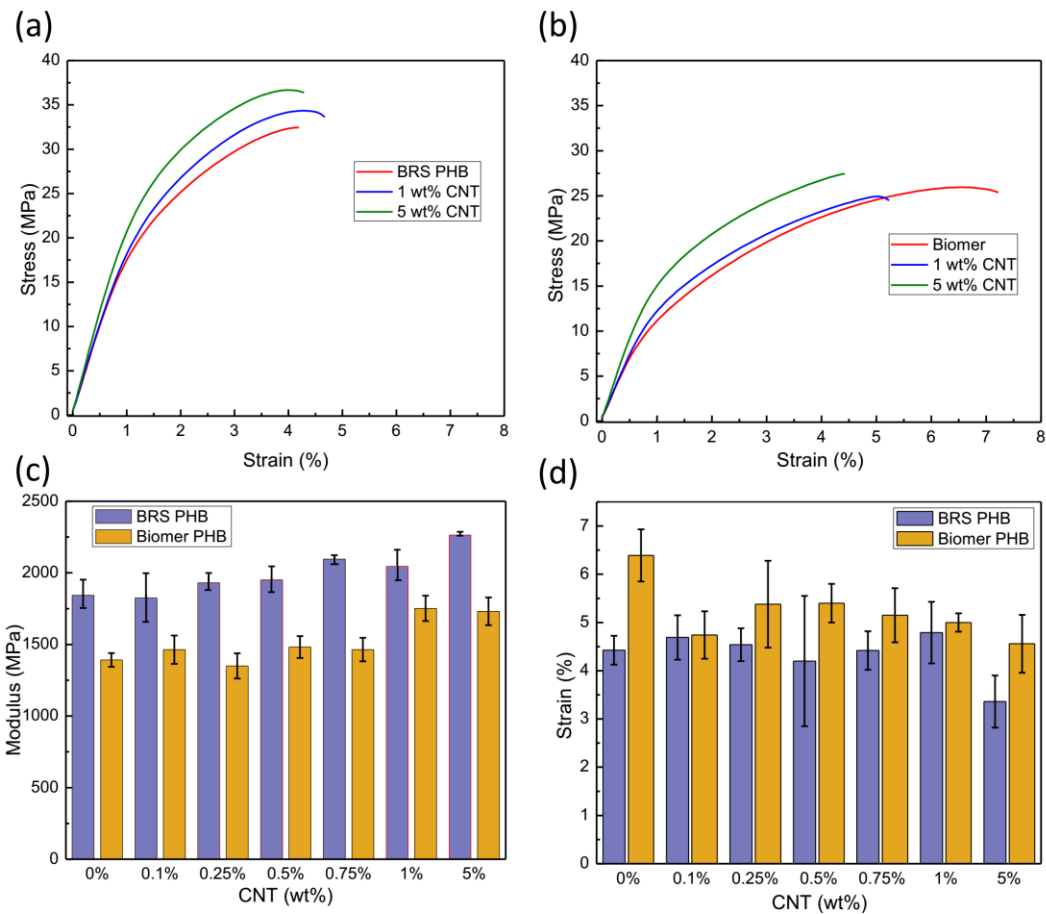 (a)
40
35
30
25
20
15
10
5
0
Stress (MPa)
BRS PHB
1 wt% CNT
5 wt% CNT
0 1 2 3 4 5 6 7 8
Strain (%)
(b)
40
35
30
25
20
15
10
5
0
Stress (MPa)
Biomer
1 wt% CNT
5 wt% CNT
0 1 2 3 4 5 6 7 8
Strain (%)
(c)
2500
2000
1500
1000
500
0
Modulus (MPa)
BRS PHB
Biomer PHB
0% 0.1% 0.25% 0.5% 0.75% 1% 5%
CNT (wt%)
(d)
7
6
5
4
3
2
1
0
Strain (%)
BRS PHB
Biomer PHB
0% 0.1% 0.25% 0.5% 0.75% 1% 5%
CNT (wt%)